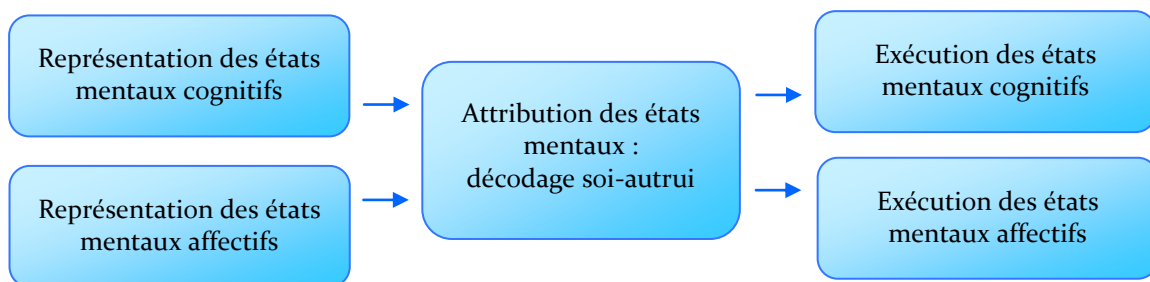 Représentation des états
mentaux cognitifs
Représentation des états
mentaux affectifs
Attribution des états
mentaux :
décodage soi-autrui
Exécution des états
mentaux cognitifs
Exécution des états
mentaux affectifs